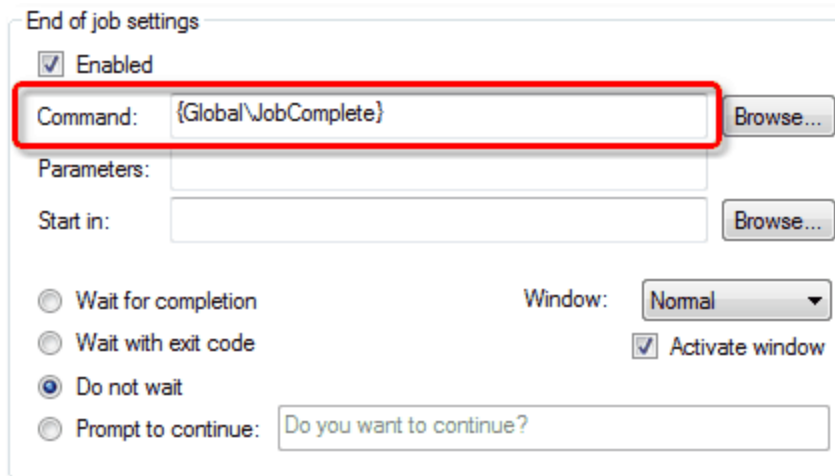 End of job settings
Enabled
Command: {Global\JobComplete} Browse...
Parameters:
Start in: Browse...
Wait for completion Window: Normal
Wait with exit code Activate window
Do not wait
Prompt to continue: Do you want to continue?